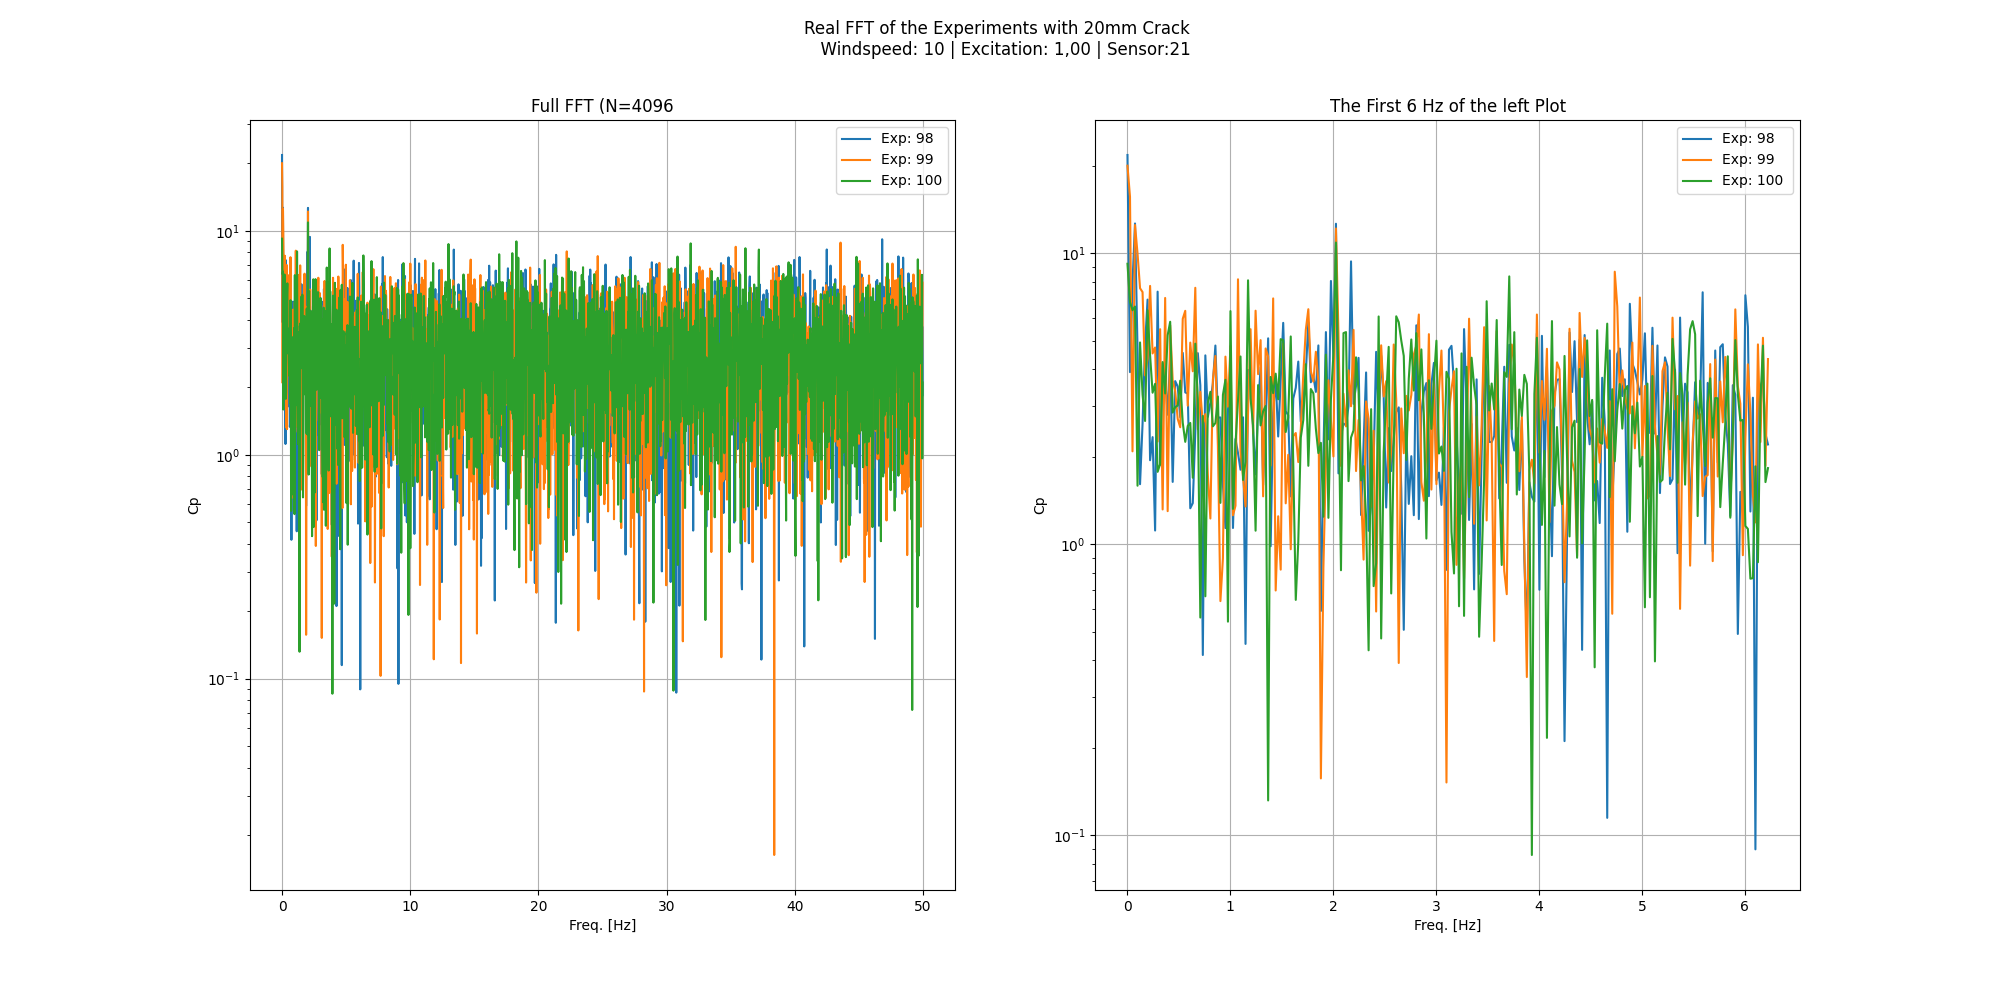 Real FFT of the Experiments with 20mm Crack
Windspeed: 10 | Excitation: 1,00 | Sensor:21
Full FFT (N=4096
Exp: 98
Exp: 99
Exp: 100
10¹
10⁰
10⁻¹
Cp
0 10 20 30 40 50
Freq. [Hz]
The First 6 Hz of the left Plot
Exp: 98
Exp: 99
Exp: 100
10¹
10⁰
10⁻¹
Cp
0 1 2 3 4 5 6
Freq. [Hz]